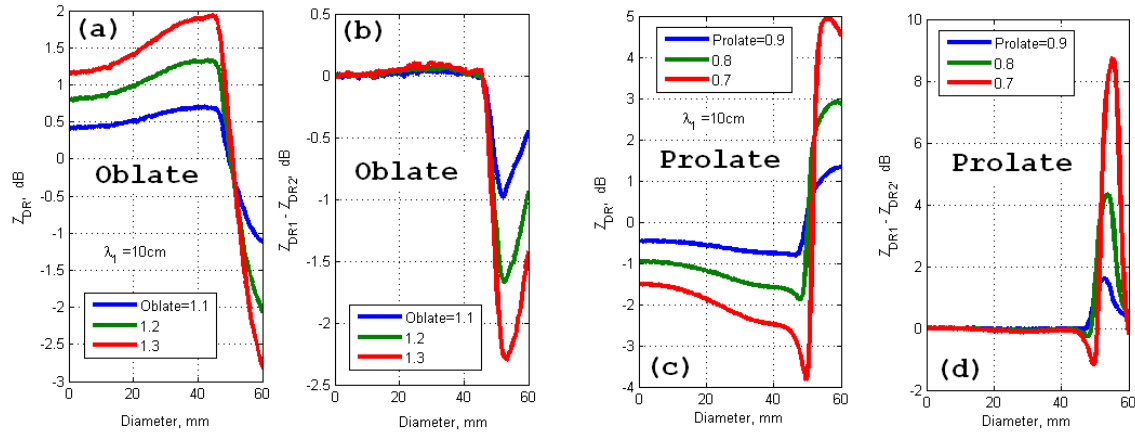 (a)
Z_DR, dB
2
1.5
1
0.5
0
-0.5
-1
-1.5
-2
-2.5
-3
Oblate
λ₁ =10cm
Oblate=1.1
1.2
1.3
0 20 40 60
Diameter, mm
(b)
Z_DR1 - Z_DR2, dB
0.5
0
-0.5
-1
-1.5
-2
-2.5
Oblate
Oblate=1.1
1.2
1.3
0 20 40 60
Diameter, mm
Z_DR, dB
5
4
3
2
1
0
-1
-2
-3
-4
Prolate=0.9
0.8
0.7
λ₁ =10cm
Prolate
(c)
0 20 40 60
Diameter, mm
Z_DR1 - Z_DR2, dB
8
6
4
2
0
-2
Prolate=0.9
0.8
0.7
Prolate
(d)
0 20 40 60
Diameter, mm